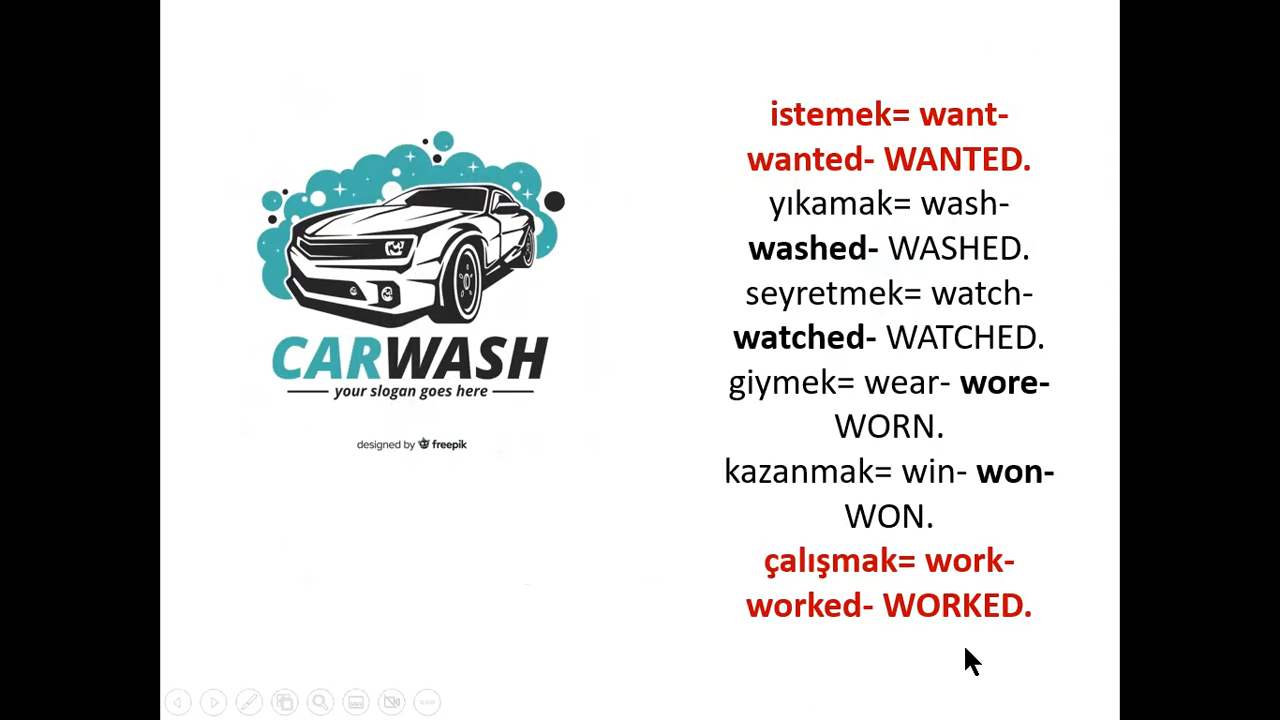 CARWASH
your slogan goes here
designed by freepik
istemek= want-
wanted- WANTED.
yıkamak= wash-
washed- WASHED.
seyretmek= watch-
watched- WATCHED.
giymek= wear- wore-
WORN.
kazanmak= win- won-
WON.
çalışmak= work-
worked- WORKED.